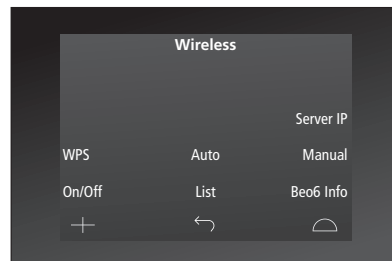 Wireless
Server IP
WPS Auto Manual
On/Off List Beo6 Info